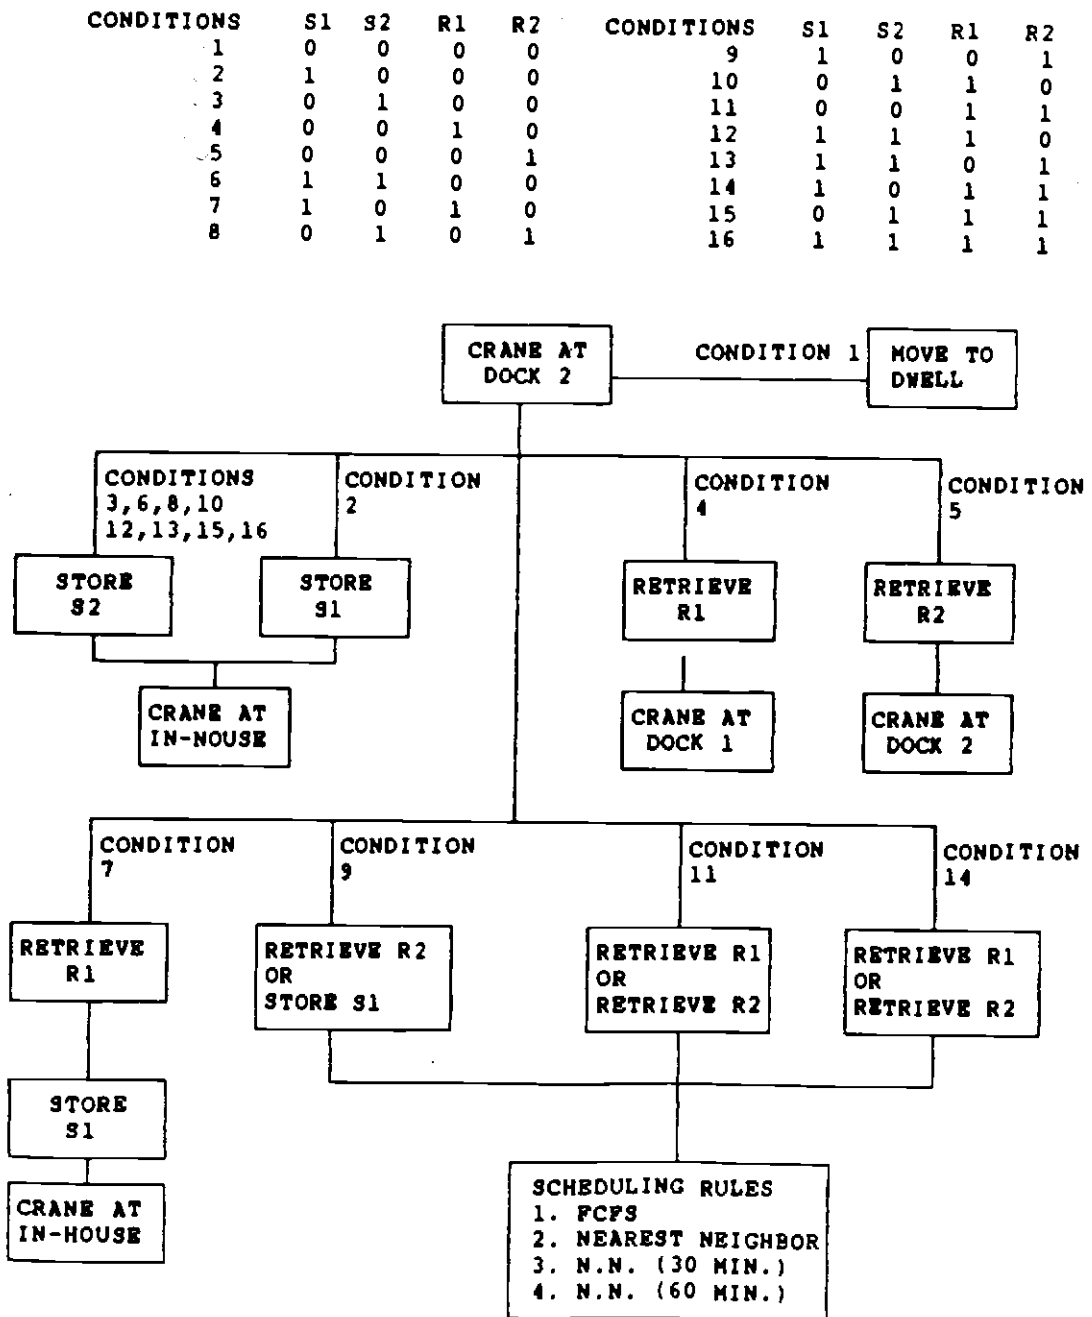 CONDITIONS S1 S2 R1 R2 CONDITIONS S1 S2 R1 R2
1 0 0 0 0 9 1 0 0 1
2 1 0 0 0 10 0 1 1 0
3 0 1 0 0 11 0 0 1 1
4 0 0 1 0 12 1 1 1 0
5 0 0 0 1 13 1 1 0 1
6 1 1 0 0 14 1 0 1 1
7 1 0 1 0 15 0 1 1 1
8 0 1 0 1 16 1 1 1 1
CRANE AT
DOCK 2
CONDITION 1
MOVE TO
DWELL
CONDITIONS
3,6,8,10
12,13,15,16
CONDITION
2
CONDITION
4
CONDITION
5
STORE
S2
STORE
S1
RETRIEVE
R1
RETRIEVE
R2
CRANE AT
IN-NOUSE
CRANE AT
DOCK 1
CRANE AT
DOCK 2
CONDITION
7
CONDITION
9
CONDITION
11
CONDITION
14
RETRIEVE
R1
RETRIEVE R2
OR
STORE S1
RETRIEVE R1
OR
RETRIEVE R2
RETRIEVE R1
OR
RETRIEVE R2
STORE
S1
CRANE AT
IN-HOUSE
SCHEDULING RULES
1. FCFS
2. NEAREST NEIGHBOR
3. N.N. (30 MIN.)
4. N.N. (60 MIN.)